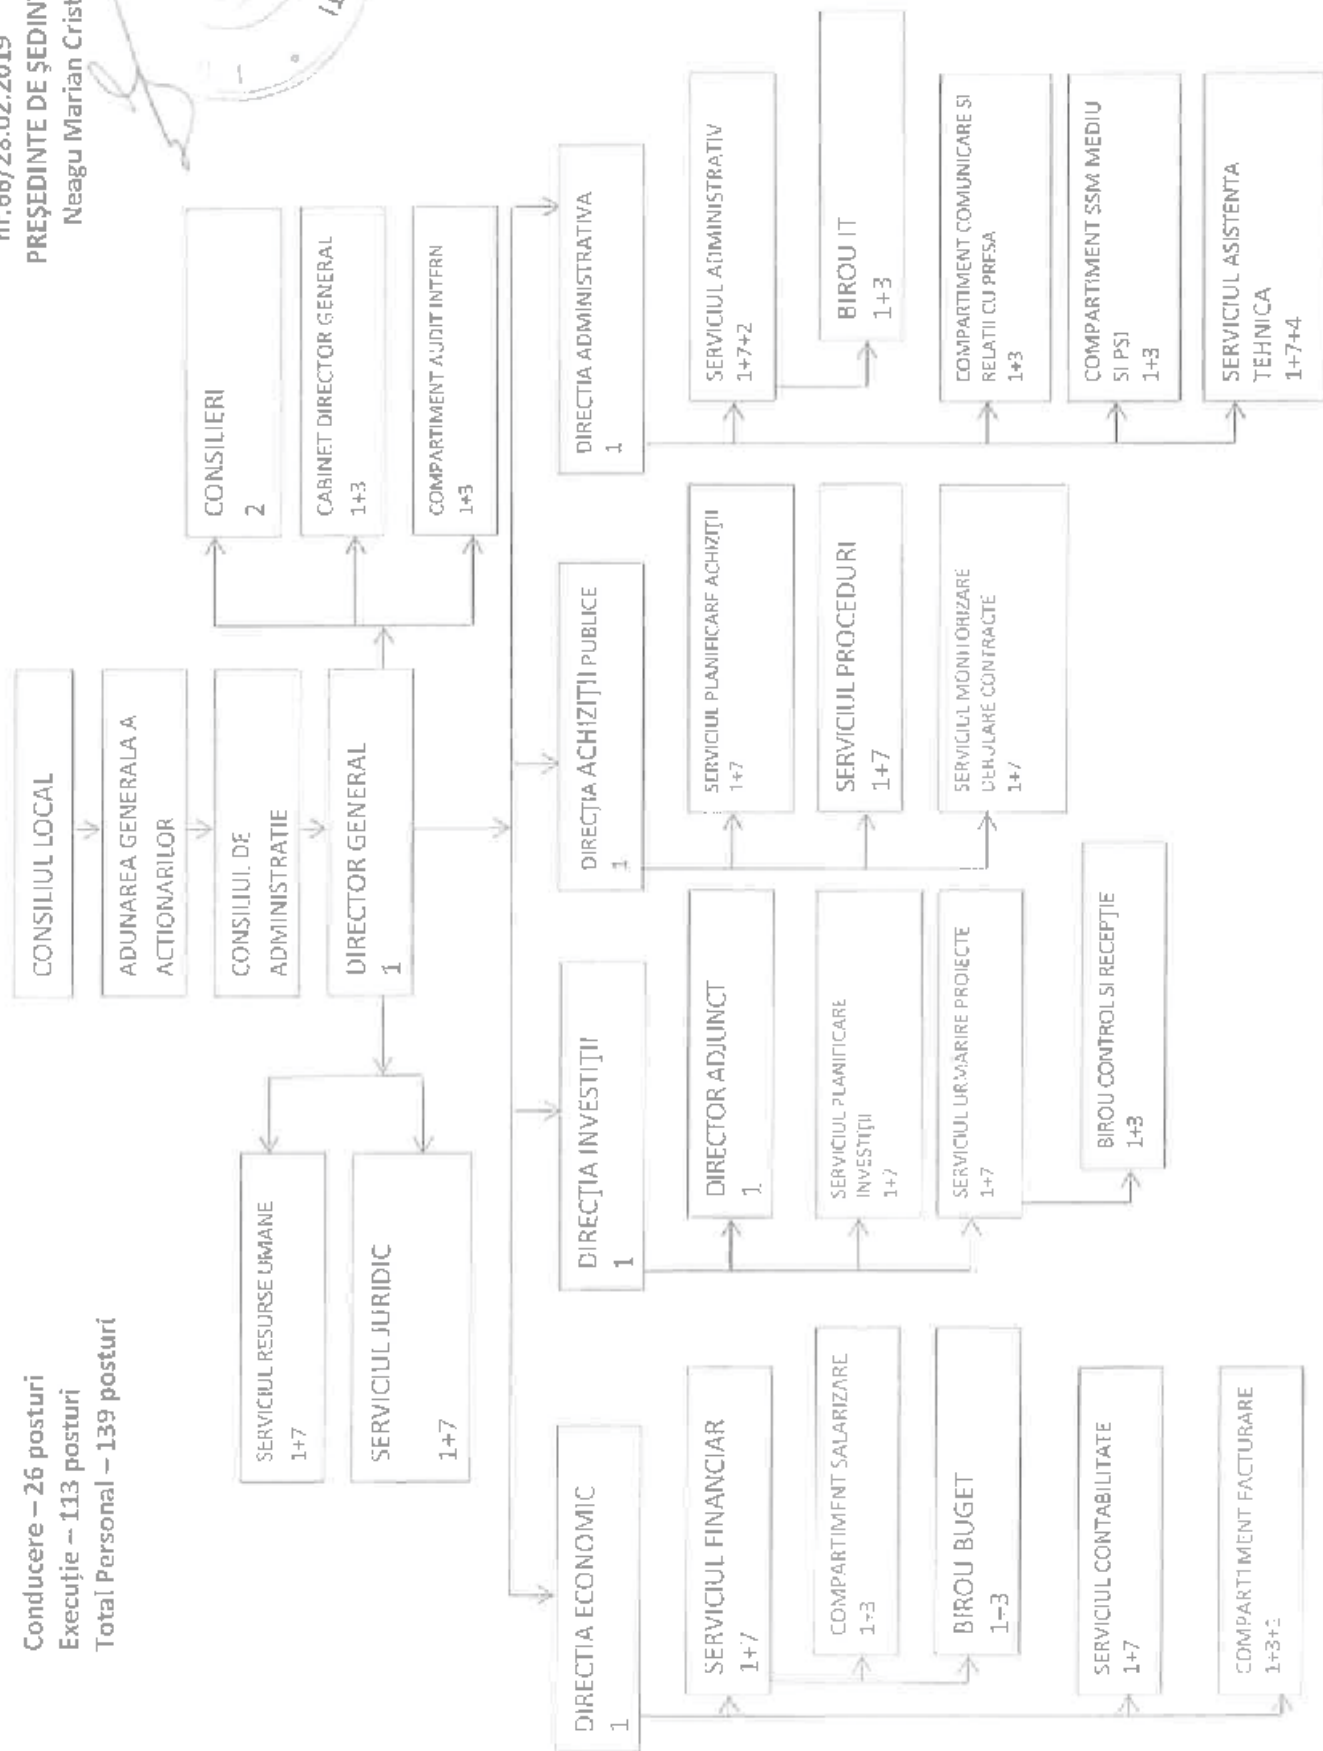 Conducere – 26 posturi
Execuție – 113 posturi
Total Personal – 139 posturi
PREȘEDINTE DE ȘEDIN
Neagu Marian Crist
CONSILIUL LOCAL
ADUNAREA GENERALA A
ACTIONARILOR
CONSILIUL DE
ADMINISTRATIE
DIRECTOR GENERAL
1
CONSILIERI
2
CABINET DIRECTOR GENERAL
1+3
COMPARTIMENT AUDIT INTERN
1+3
SERVICIUL RESURSE UMANE
1+7
SERVICIUL JURIDIC
1+7
DIRECTIA ECONOMIC
1
SERVICIUL FINANCIAR
1+7
COMPARTIMENT SALARIZARE
1+3
BIROU BUGET
1+3
SERVICIUL CONTABILITATE
1+7
COMPARTIMENT FACTURARE
DIRECȚIA INVESTIȚII
1
DIRECTOR ADJUNCT
1
SERVICIUL PLANIFICARE
INVESTIȚII
1+7
SERVICIUL URMARIRE PROIECTE
1+7
BIROU CONTROL SI RECEPȚIE
1+3
DIRECȚIA ACHIZIȚII PUBLICE
1
SERVICIUL PLANIFICARE ACHIZIȚII
1+7
SERVICIUL PROCEDURI
1+7
SERVICIUL MONITORIZARE
DERULARE CONTRACTE
1+7
DIRECTIA ADMINISTRATIVA
1
SERVICIUL ADMINISTRATIV
1+7+2
BIROU IT
1+3
COMPARTIMENT COMUNICARE SI
RELATII CU PRESA
1+3
COMPARTIMENT SSM MEDIU
SI PSI
1+3
SERVICIUL ASISTENTA
TEHNICA
1+7+4